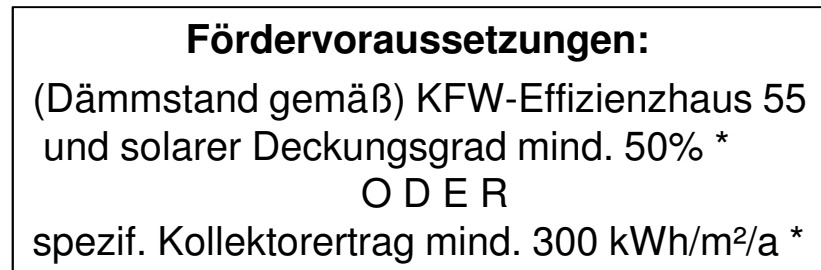 Fördervoraussetzungen:
(Dämmstand gemäß) KFW-Effizienzhaus 55
und solarer Deckungsgrad mind. 50% *
O D E R
spezif. Kollektorertrag mind. 300 kWh/m²/a *